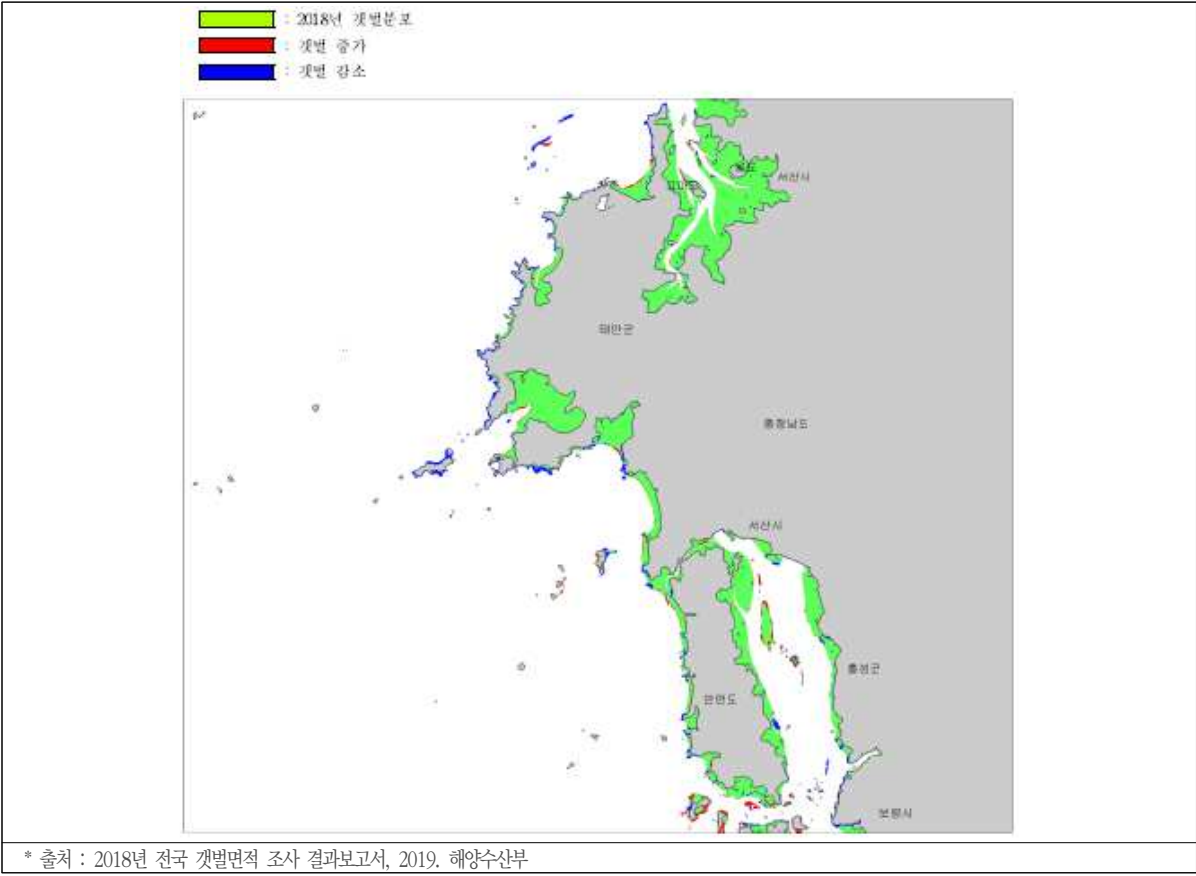 : 2018년 갯벌분포
: 갯벌 증가
: 갯벌 감소
서산시
고파도
태안군
충청남도
서산시
홍성군
안면도
보령시
* 출처 : 2018년 전국 갯벌면적 조사 결과보고서, 2019. 해양수산부